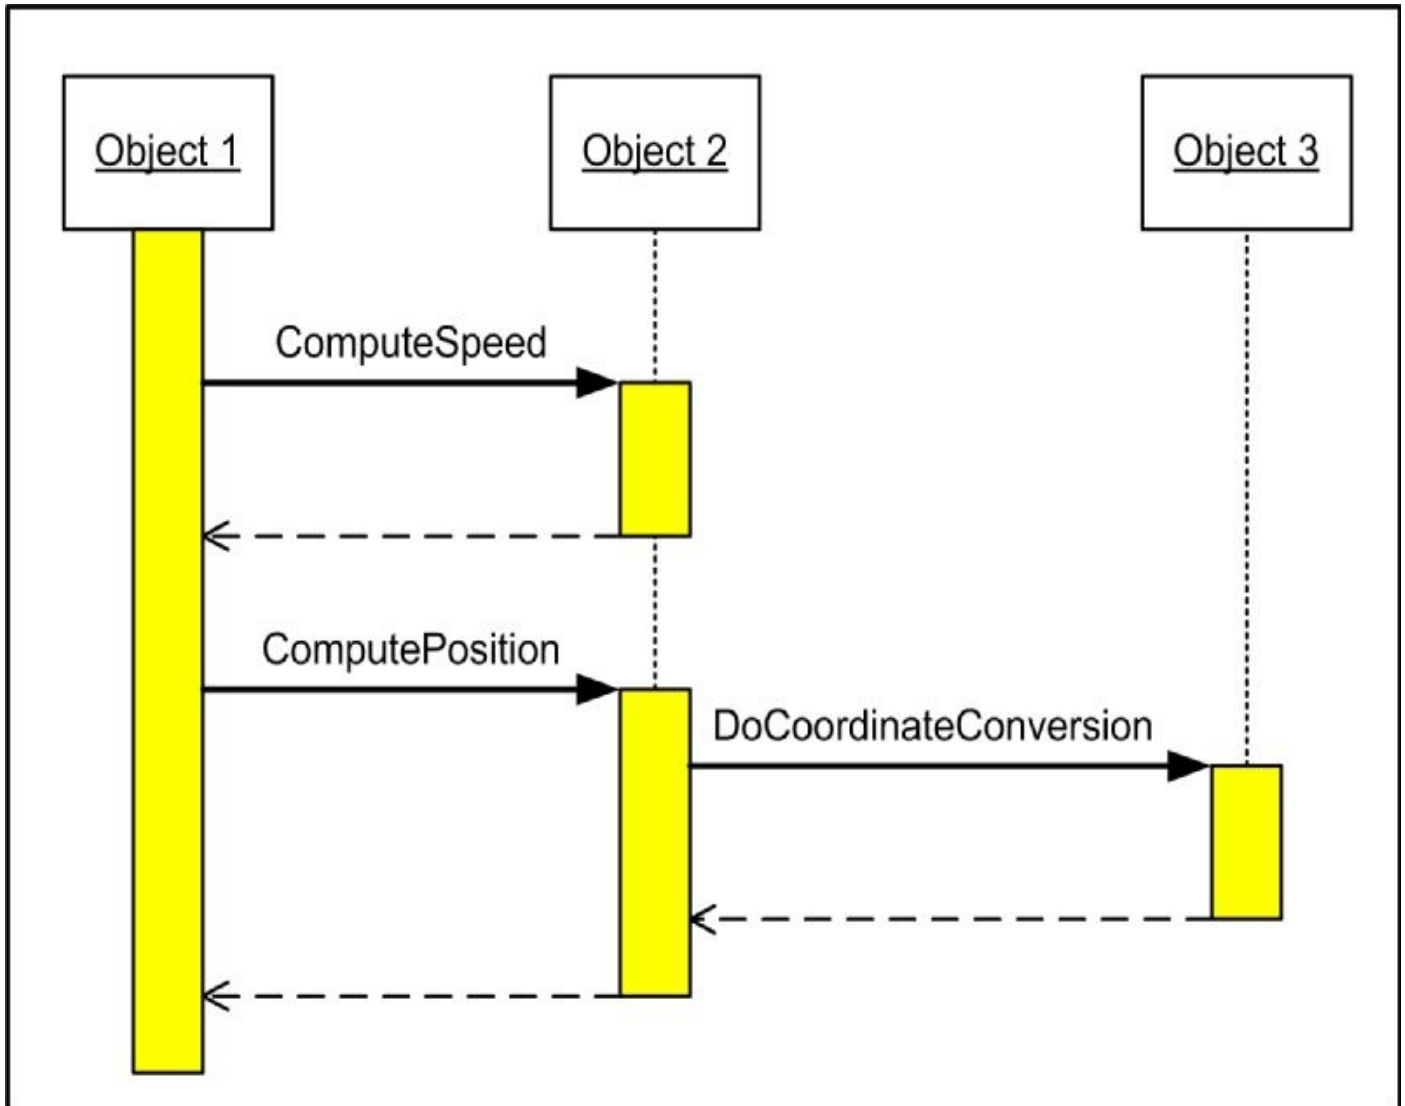 Object 1
Object 2
Object 3
ComputeSpeed
ComputePosition
DoCoordinateConversion